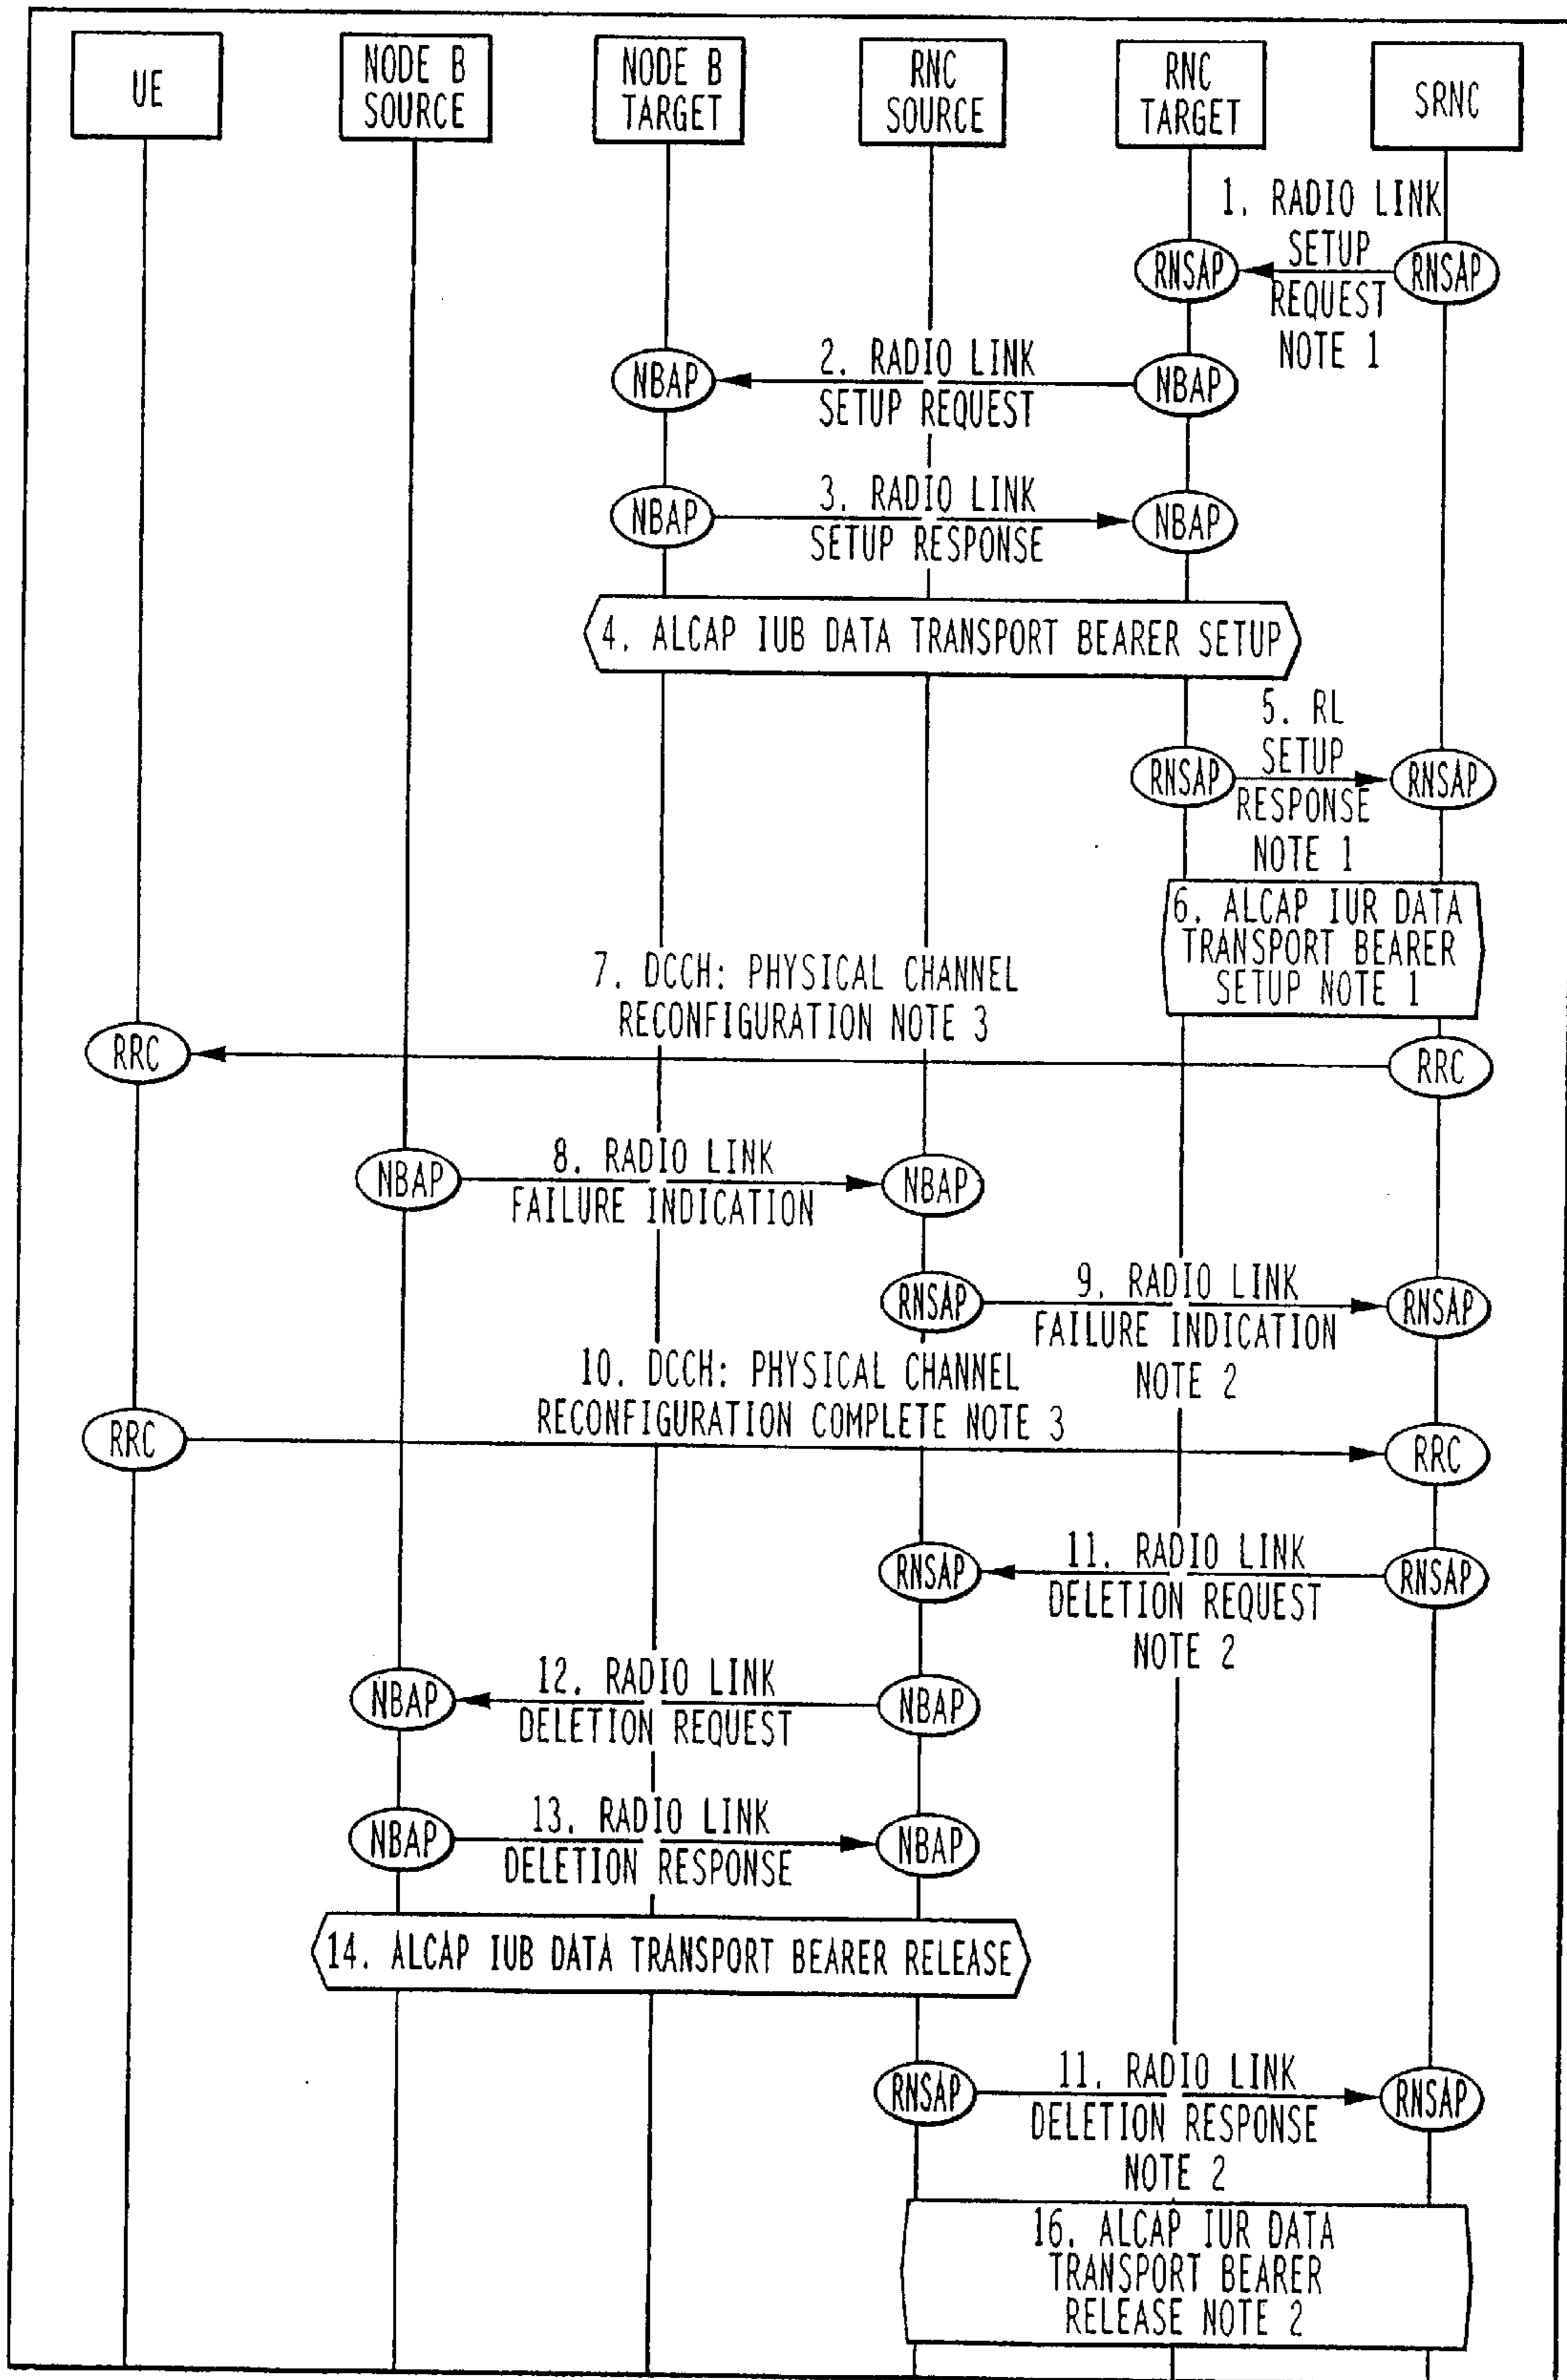 UE
NODE B
SOURCE
NODE B
TARGET
RNC
SOURCE
RNC
TARGET
SRNC
1. RADIO LINK
SETUP
REQUEST
NOTE 1
RNSAP
RNSAP
NBAP
2. RADIO LINK
SETUP REQUEST
NBAP
NBAP
3. RADIO LINK
SETUP RESPONSE
NBAP
4. ALCAP IUB DATA TRANSPORT BEARER SETUP
RNSAP
5. RL
SETUP
RESPONSE
NOTE 1
RNSAP
6. ALCAP IUR DATA
TRANSPORT BEARER
SETUP NOTE 1
7. DCCH: PHYSICAL CHANNEL
RECONFIGURATION NOTE 3
RRC
RRC
NBAP
8. RADIO LINK
FAILURE INDICATION
NBAP
RNSAP
9. RADIO LINK
FAILURE INDICATION
NOTE 2
RNSAP
10. DCCH: PHYSICAL CHANNEL
RECONFIGURATION COMPLETE NOTE 3
RRC
RRC
RNSAP
11. RADIO LINK
DELETION REQUEST
NOTE 2
RNSAP
NBAP
12. RADIO LINK
DELETION REQUEST
NBAP
NBAP
13. RADIO LINK
DELETION RESPONSE
NBAP
14. ALCAP IUB DATA TRANSPORT BEARER RELEASE
RNSAP
11. RADIO LINK
DELETION RESPONSE
NOTE 2
RNSAP
16. ALCAP IUR DATA
TRANSPORT BEARER
RELEASE NOTE 2